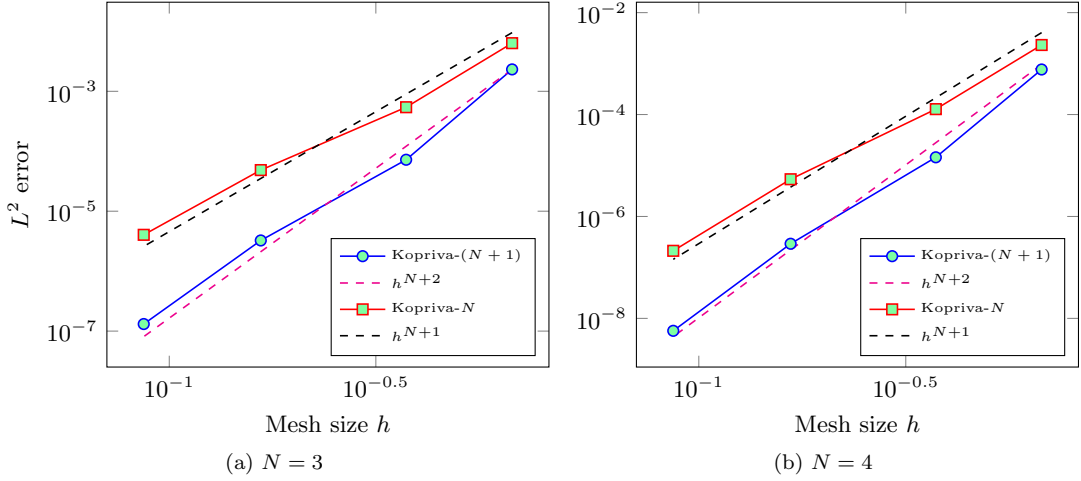 10⁻³
10⁻⁵
10⁻⁷
L² error
10⁻¹
10⁻⁰·⁵
Mesh size h
Kopriva-(N + 1)
h^{N+2}
Kopriva-N
h^{N+1}
(a) N = 3
10⁻²
10⁻⁴
10⁻⁶
10⁻⁸
10⁻¹
10⁻⁰·⁵
Mesh size h
Kopriva-(N + 1)
h^{N+2}
Kopriva-N
h^{N+1}
(b) N = 4